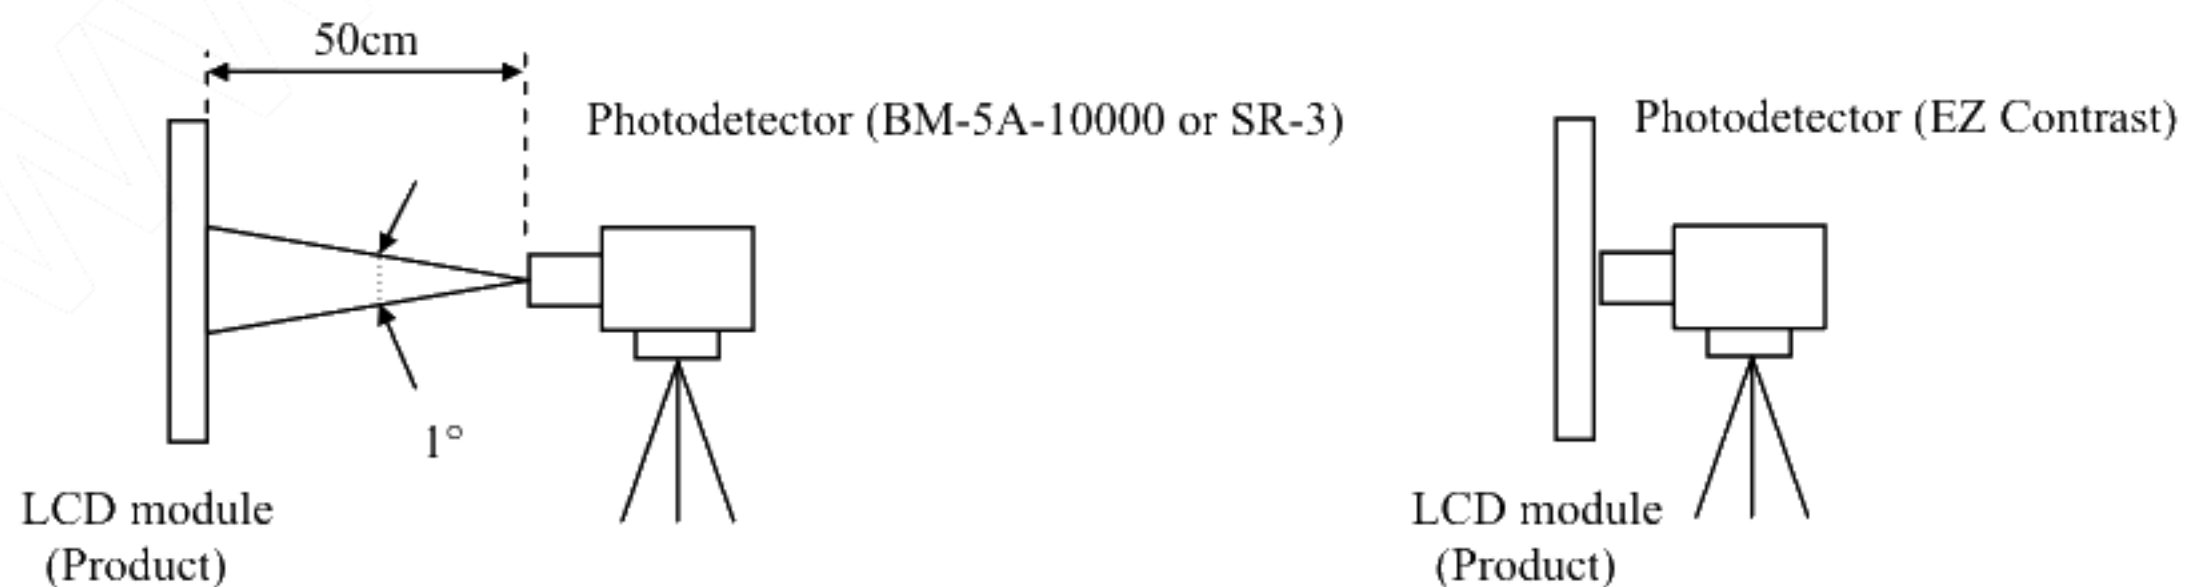 50cm
Photodetector (BM-5A-10000 or SR-3)
1°
LCD module
(Product)
Photodetector (EZ Contrast)
LCD module
(Product)